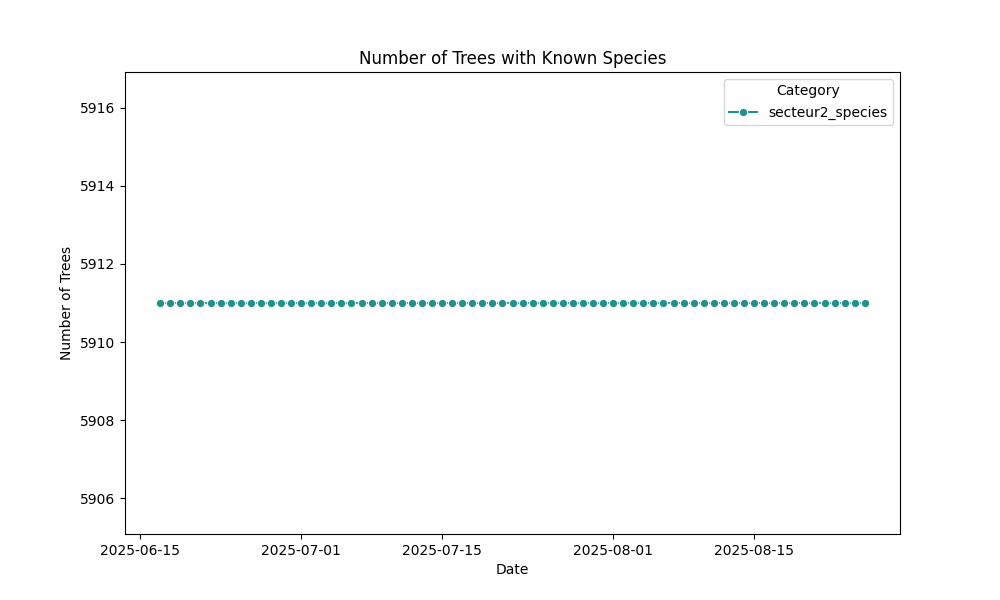 Number of Trees with Known Species
Category
secteur2_species
5916
5914
5912
5910
5908
5906
Number of Trees
2025-06-15
2025-07-01
2025-07-15
2025-08-01
2025-08-15
Date